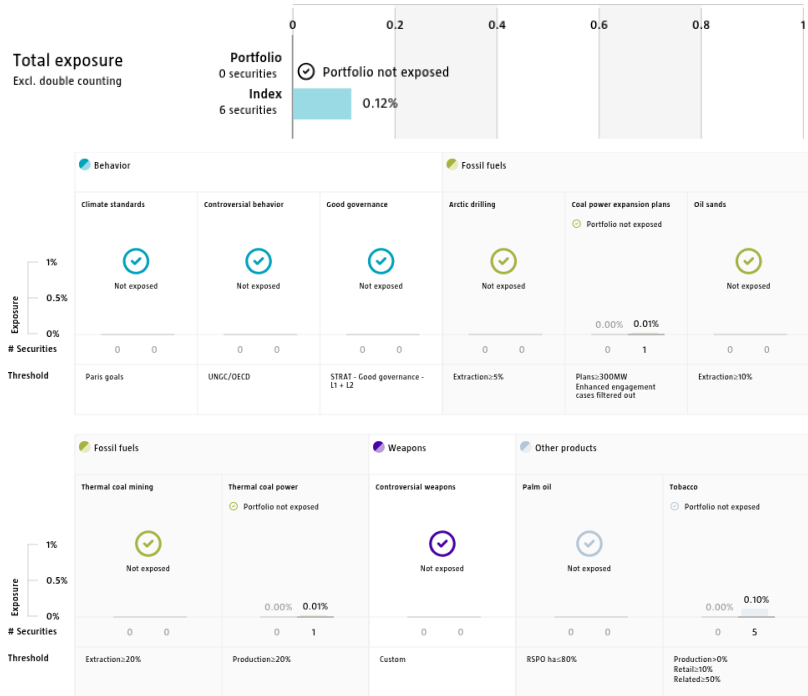 0 0.2 0.4 0.6 0.8 1
Total exposure
Excl. double counting
Portfolio
0 securities
Portfolio not exposed
Index
6 securities
0.12%
Behavior
Fossil fuels
Climate standards
Controversial behavior
Good governance
Arctic drilling
Coal power expansion plans
Oil sands
Portfolio not exposed
Exposure
1%
0.5%
0%
Not exposed
Not exposed
Not exposed
Not exposed
0.00% 0.01%
Not exposed
# Securities
0 0
0 0
0 0
0 0
0 1
0 0
Threshold
Paris goals
UNGC/OECD
STRAT - Good governance -
L1 + L2
Extraction≥5%
Plans≥300MW
Enhanced engagement
cases filtered out
Extraction≥10%
Fossil fuels
Weapons
Other products
Thermal coal mining
Thermal coal power
Controversial weapons
Palm oil
Tobacco
Portfolio not exposed
Portfolio not exposed
Exposure
1%
0.5%
0%
Not exposed
0.00% 0.01%
Not exposed
Not exposed
0.00% 0.10%
# Securities
0 0
0 1
0 0
0 0
0 5
Threshold
Extraction≥20%
Production≥20%
Custom
RSPO ha≤80%
Production>0%
Retail≥10%
Related≥50%